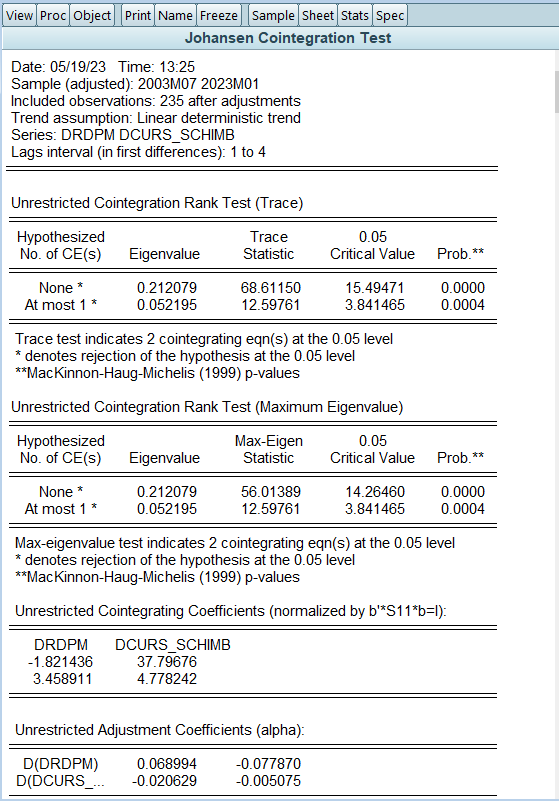 View Proc Object Print Name Freeze Sample Sheet Stats Spec
Johansen Cointegration Test
Date: 05/19/23 Time: 13:25
Sample (adjusted): 2003M07 2023M01
Included observations: 235 after adjustments
Trend assumption: Linear deterministic trend
Series: DRDPM DCURS_SCHIMB
Lags interval (in first differences): 1 to 4
Unrestricted Cointegration Rank Test (Trace)
Hypothesized Trace 0.05
No. of CE(s) Eigenvalue Statistic Critical Value Prob.**
None * 0.212079 68.61150 15.49471 0.0000
At most 1 * 0.052195 12.59761 3.841465 0.0004
Trace test indicates 2 cointegrating eqn(s) at the 0.05 level
* denotes rejection of the hypothesis at the 0.05 level
**MacKinnon-Haug-Michelis (1999) p-values
Unrestricted Cointegration Rank Test (Maximum Eigenvalue)
Hypothesized Max-Eigen 0.05
No. of CE(s) Eigenvalue Statistic Critical Value Prob.**
None * 0.212079 56.01389 14.26460 0.0000
At most 1 * 0.052195 12.59761 3.841465 0.0004
Max-eigenvalue test indicates 2 cointegrating eqn(s) at the 0.05 level
* denotes rejection of the hypothesis at the 0.05 level
**MacKinnon-Haug-Michelis (1999) p-values
Unrestricted Cointegrating Coefficients (normalized by b'*S11*b=I):
DRDPM DCURS_SCHIMB
-1.821436 37.79676
3.458911 4.778242
Unrestricted Adjustment Coefficients (alpha):
D(DRDPM) 0.068994 -0.077870
D(DCURS_... -0.020629 -0.005075